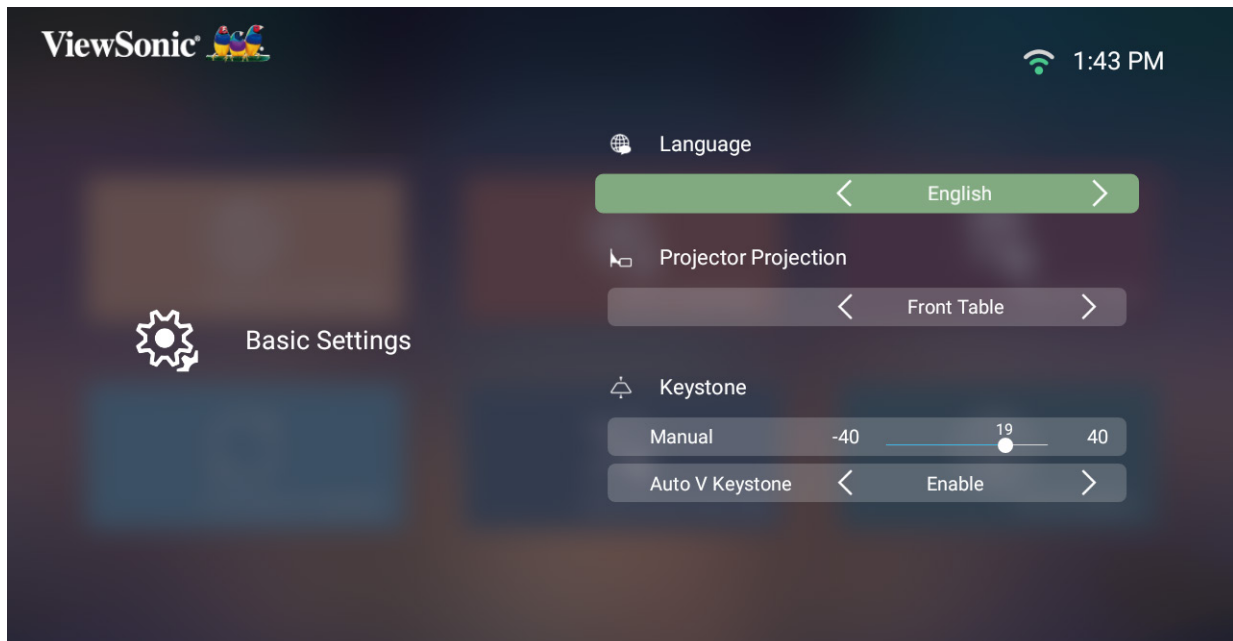 ViewSonic®
1:43 PM
Basic Settings
Language
English
Projector Projection
Front Table
Keystone
Manual -40 19 40
Auto V Keystone Enable